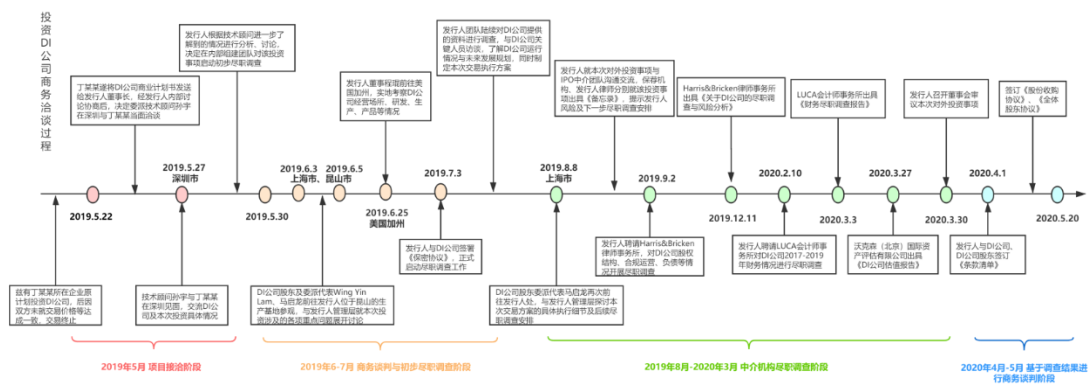 投资DI公司商务洽谈过程
丁某某遂将DI公司商业计划书发送
给发行人董事长，经发行人内部讨
论协商后，决定委派技术顾问孙宇
在深圳与丁某某当面洽谈
发行人根据技术顾问进一步了
解到的情况进行分析、讨论，
决定在内部组建团队对该投资
事项启动初步尽职调查
发行人董事程琨前往美
国加州，实地考察DI公
司经营场所、研发、生
产、产品等情况
发行人团队陆续对DI公司提供
的资料进行调查，与DI公司关
键人员访谈，了解DI公司运行
情况与未来发展规划，同时制
定本次交易执行方案
发行人就本次对外投资事项与
IPO中介团队沟通交流，保荐机
构、发行人律师分别就该投资事
项出具《备忘录》，提示发行人
风险及下一步尽职调查安排
Harris&Bricken律师事务所
出具《关于DI公司的尽职调
查与风险分析》
LUCA会计师事务所出具
《财务尽职调查报告》
发行人召开董事会审
议本次对外投资事项
签订《股份收购
协议》、《全体
股东协议》
2019.5.22
2019.5.27
深圳市
2019.5.30
2019.6.3
上海市、昆山市
2019.6.5
2019.6.25
美国加州
2019.7.3
2019.8.8
上海市
2019.9.2
2019.12.11
2020.2.10
2020.3.3
2020.3.27
2020.3.30
2020.4.1
2020.5.20
兹有丁某某所在企业原
计划投资DI公司，后因
双方未就交易价格等达
成一致，交易终止
技术顾问孙宇与丁某某
在深圳见面，交流DI公
司及本次投资具体情况
DI公司股东及委派代表Wing Yin
Lam、马启龙前往发行人位于昆山的生
产基地参观，与发行人管理层就本次投
资涉及的各项重点问题展开讨论
发行人与DI公司签署
《保密协议》，正式
启动尽职调查工作
DI公司股东委派代表马启龙再次前
往发行人处，与发行人管理层探讨本
次交易方案的具体执行细节及后续尽
职调查安排
发行人聘请Harris&Bricken
律师事务所，对DI公司股权
结构、合规运营、负债等情
况开展尽职调查
发行人聘请LUCA会计师事
务所对DI公司2017-2019
年财务情况进行尽职调查
沃克森（北京）国际资
产评估有限公司出具
《DI公司估值报告》
发行人与DI公司、
DI公司股东签订
《条款清单》
2019年5月 项目接洽阶段
2019年6-7月 商务谈判与初步尽职调查阶段
2019年8月-2020年3月 中介机构尽职调查阶段
2020年4月-5月 基于调查结果进
行商务谈判阶段